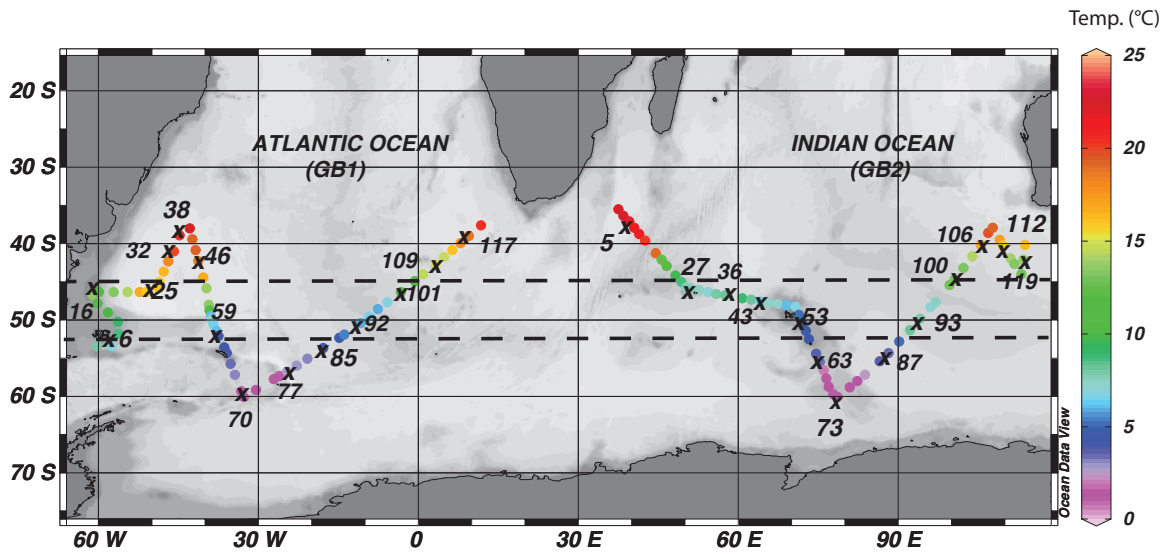 Temp. (°C)
20 S
30 S
40 S
50 S
60 S
70 S
ATLANTIC OCEAN
(GB1)
INDIAN OCEAN
(GB2)
38
32
46
25
16
6
59
70
77
85
92
101
109
117
5
27
36
43
53
63
73
87
93
100
106
112
119
60 W
30 W
0
30 E
60 E
90 E
Ocean Data View
25
20
15
10
5
0